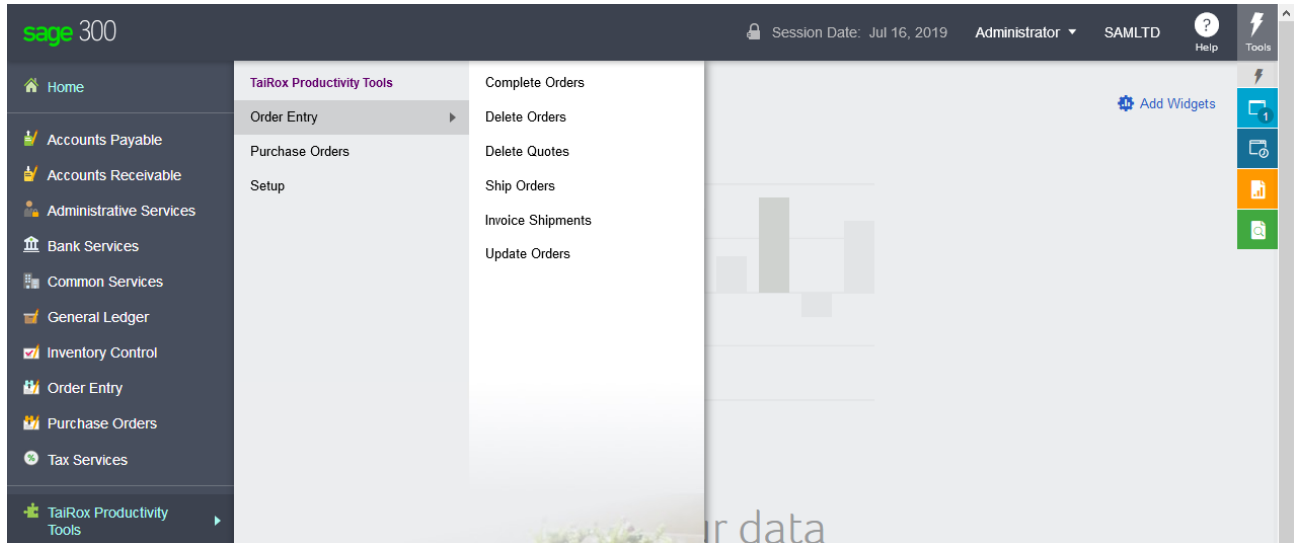 sage 300
Session Date: Jul 16, 2019
Administrator
SAMLTD
?
Help
Tools
Home
Accounts Payable
Accounts Receivable
Administrative Services
Bank Services
Common Services
General Ledger
Inventory Control
Order Entry
Purchase Orders
Tax Services
TaiRox Productivity
Tools
TaiRox Productivity Tools
Order Entry
Purchase Orders
Setup
Complete Orders
Delete Orders
Delete Quotes
Ship Orders
Invoice Shipments
Update Orders
Add Widgets
1
data